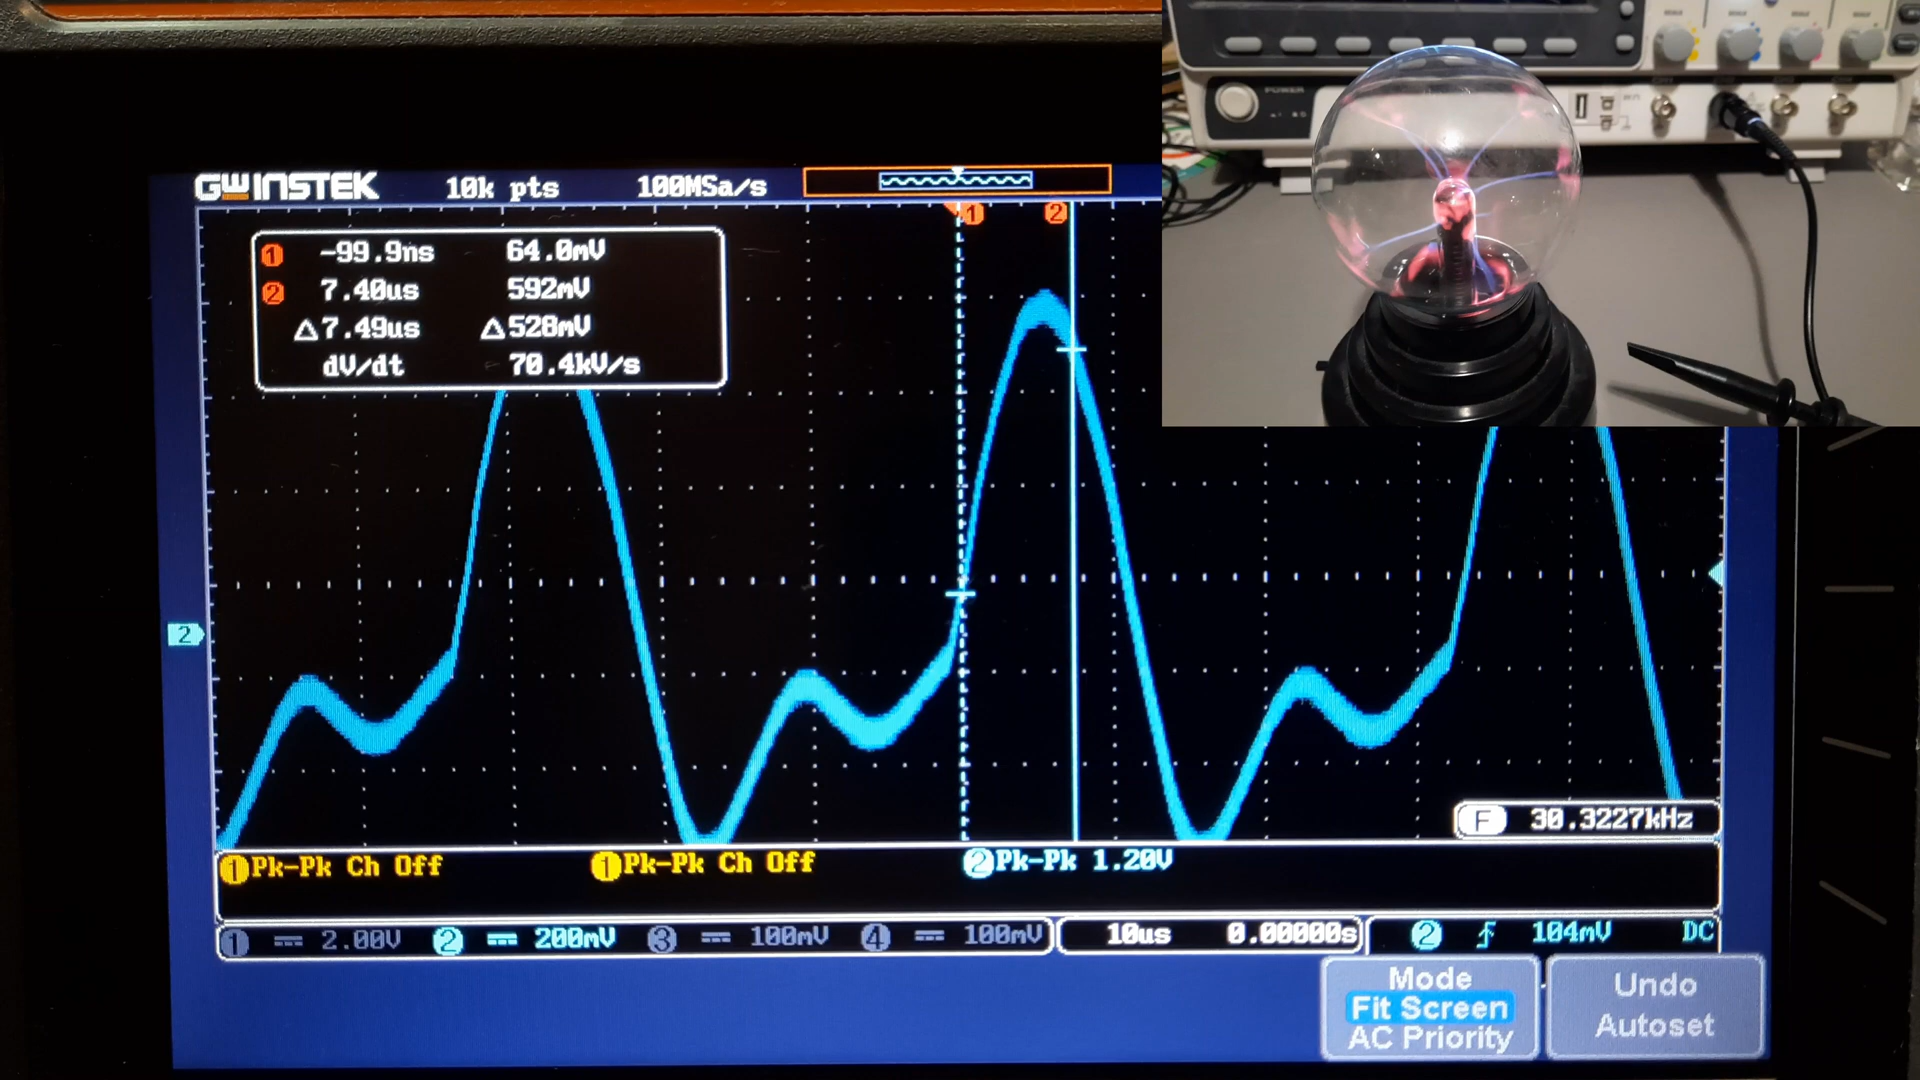 POWER
GWINSTEK 10k pts 100MSa/s
1 2
1 -99.9ns 64.0mV
2 7.40us 592mV
△7.49us △528mV
dV/dt 70.4kV/s
2
F 30.3227kHz
1 Pk-Pk Ch Off 1 Pk-Pk Ch Off 2 Pk-Pk 1.20V
1 2.00V 2 200mV 3 100mV 4 100mV 10us 0.00000s 2 104mV DC
Mode
Fit Screen
AC Priority
Undo
Autoset